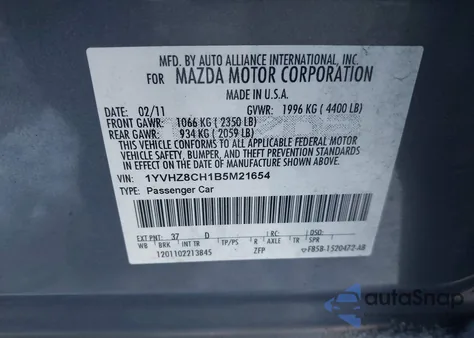 MFD. BY AUTO ALLIANCE INTERNATIONAL, INC.
FOR MAZDA MOTOR CORPORATION
MADE IN U.S.A.
DATE: 02/11 GVWR: 1996 KG (4400 LB)
FRONT GAWR: 1066 KG (2350 LB)
REAR GAWR: 934 KG (2059 LB)
THIS VEHICLE CONFORMS TO ALL APPLICABLE FEDERAL MOTOR
VEHICLE SAFETY, BUMPER, AND THEFT PREVENTION
STANDARDS IN EFFECT ON THE DATE OF MANUFACTURE
SHOWN ABOVE.
VIN: 1YVHZ8CH1B5M21654
TYPE: Passenger Car
EXT PNT: 37 D RC: DSO:
WB BRK INT TR TP/PS R AXLE TR SPR
1201102213845 ZFP F85B-1520472-AB
autoSnap